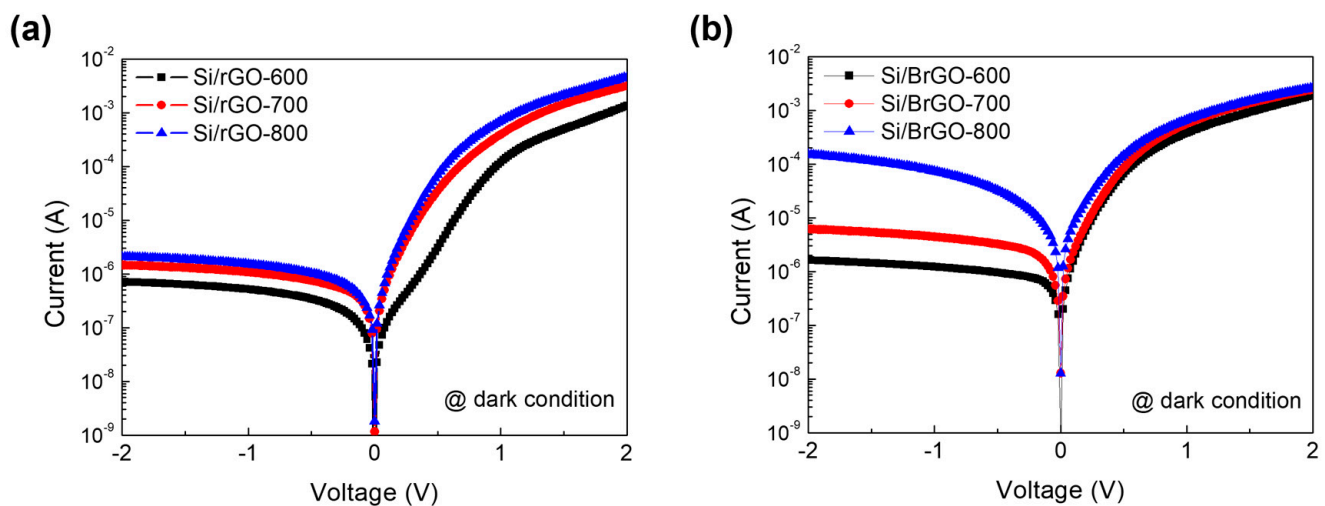 (a)
Current (A)
10⁻²
10⁻³
10⁻⁴
10⁻⁵
10⁻⁶
10⁻⁷
10⁻⁸
10⁻⁹
Si/rGO-600
Si/rGO-700
Si/rGO-800
@ dark condition
-2
-1
0
1
2
Voltage (V)
(b)
Current (A)
10⁻²
10⁻³
10⁻⁴
10⁻⁵
10⁻⁶
10⁻⁷
10⁻⁸
10⁻⁹
Si/BrGO-600
Si/BrGO-700
Si/BrGO-800
@ dark condition
-2
-1
0
1
2
Voltage (V)